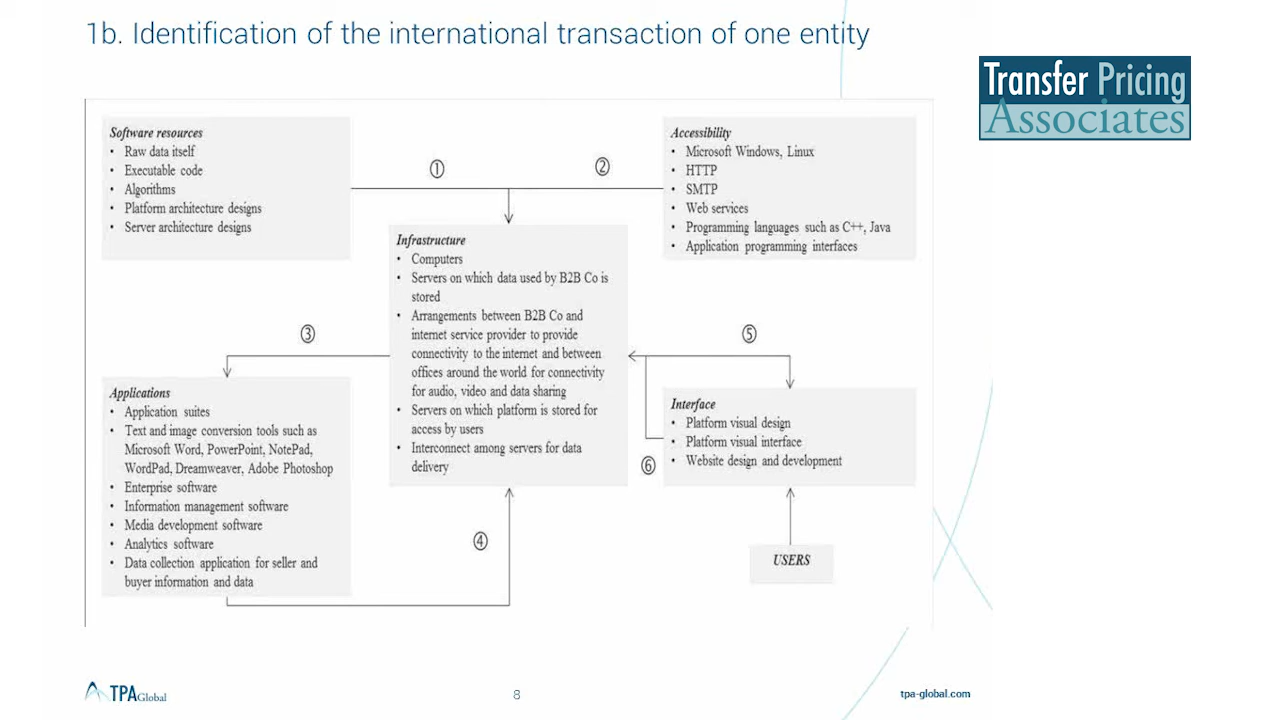 1b. Identification of the international transaction of one entity
Transfer Pricing
Associates
Software resources
• Raw data itself
• Executable code
• Algorithms
• Platform architecture designs
• Server architecture designs
①
②
Accessibility
• Microsoft Windows, Linux
• HTTP
• SMTP
• Web services
• Programming languages such as C++, Java
• Application programming interfaces
Infrastructure
• Computers
• Servers on which data used by B2B Co is
stored
• Arrangements between B2B Co and
internet service provider to provide
connectivity to the internet and between
offices around the world for connectivity
for audio, video and data sharing
• Servers on which platform is stored for
access by users
• Interconnect among servers for data
delivery
③
⑤
Applications
• Application suites
• Text and image conversion tools such as
Microsoft Word, PowerPoint, NotePad,
WordPad, Dreamweaver, Adobe Photoshop
• Enterprise software
• Information management software
• Media development software
• Analytics software
• Data collection application for seller and
buyer information and data
④
Interface
• Platform visual design
• Platform visual interface
• Website design and development
⑥
USERS
TPA Global
8
tpa-global.com